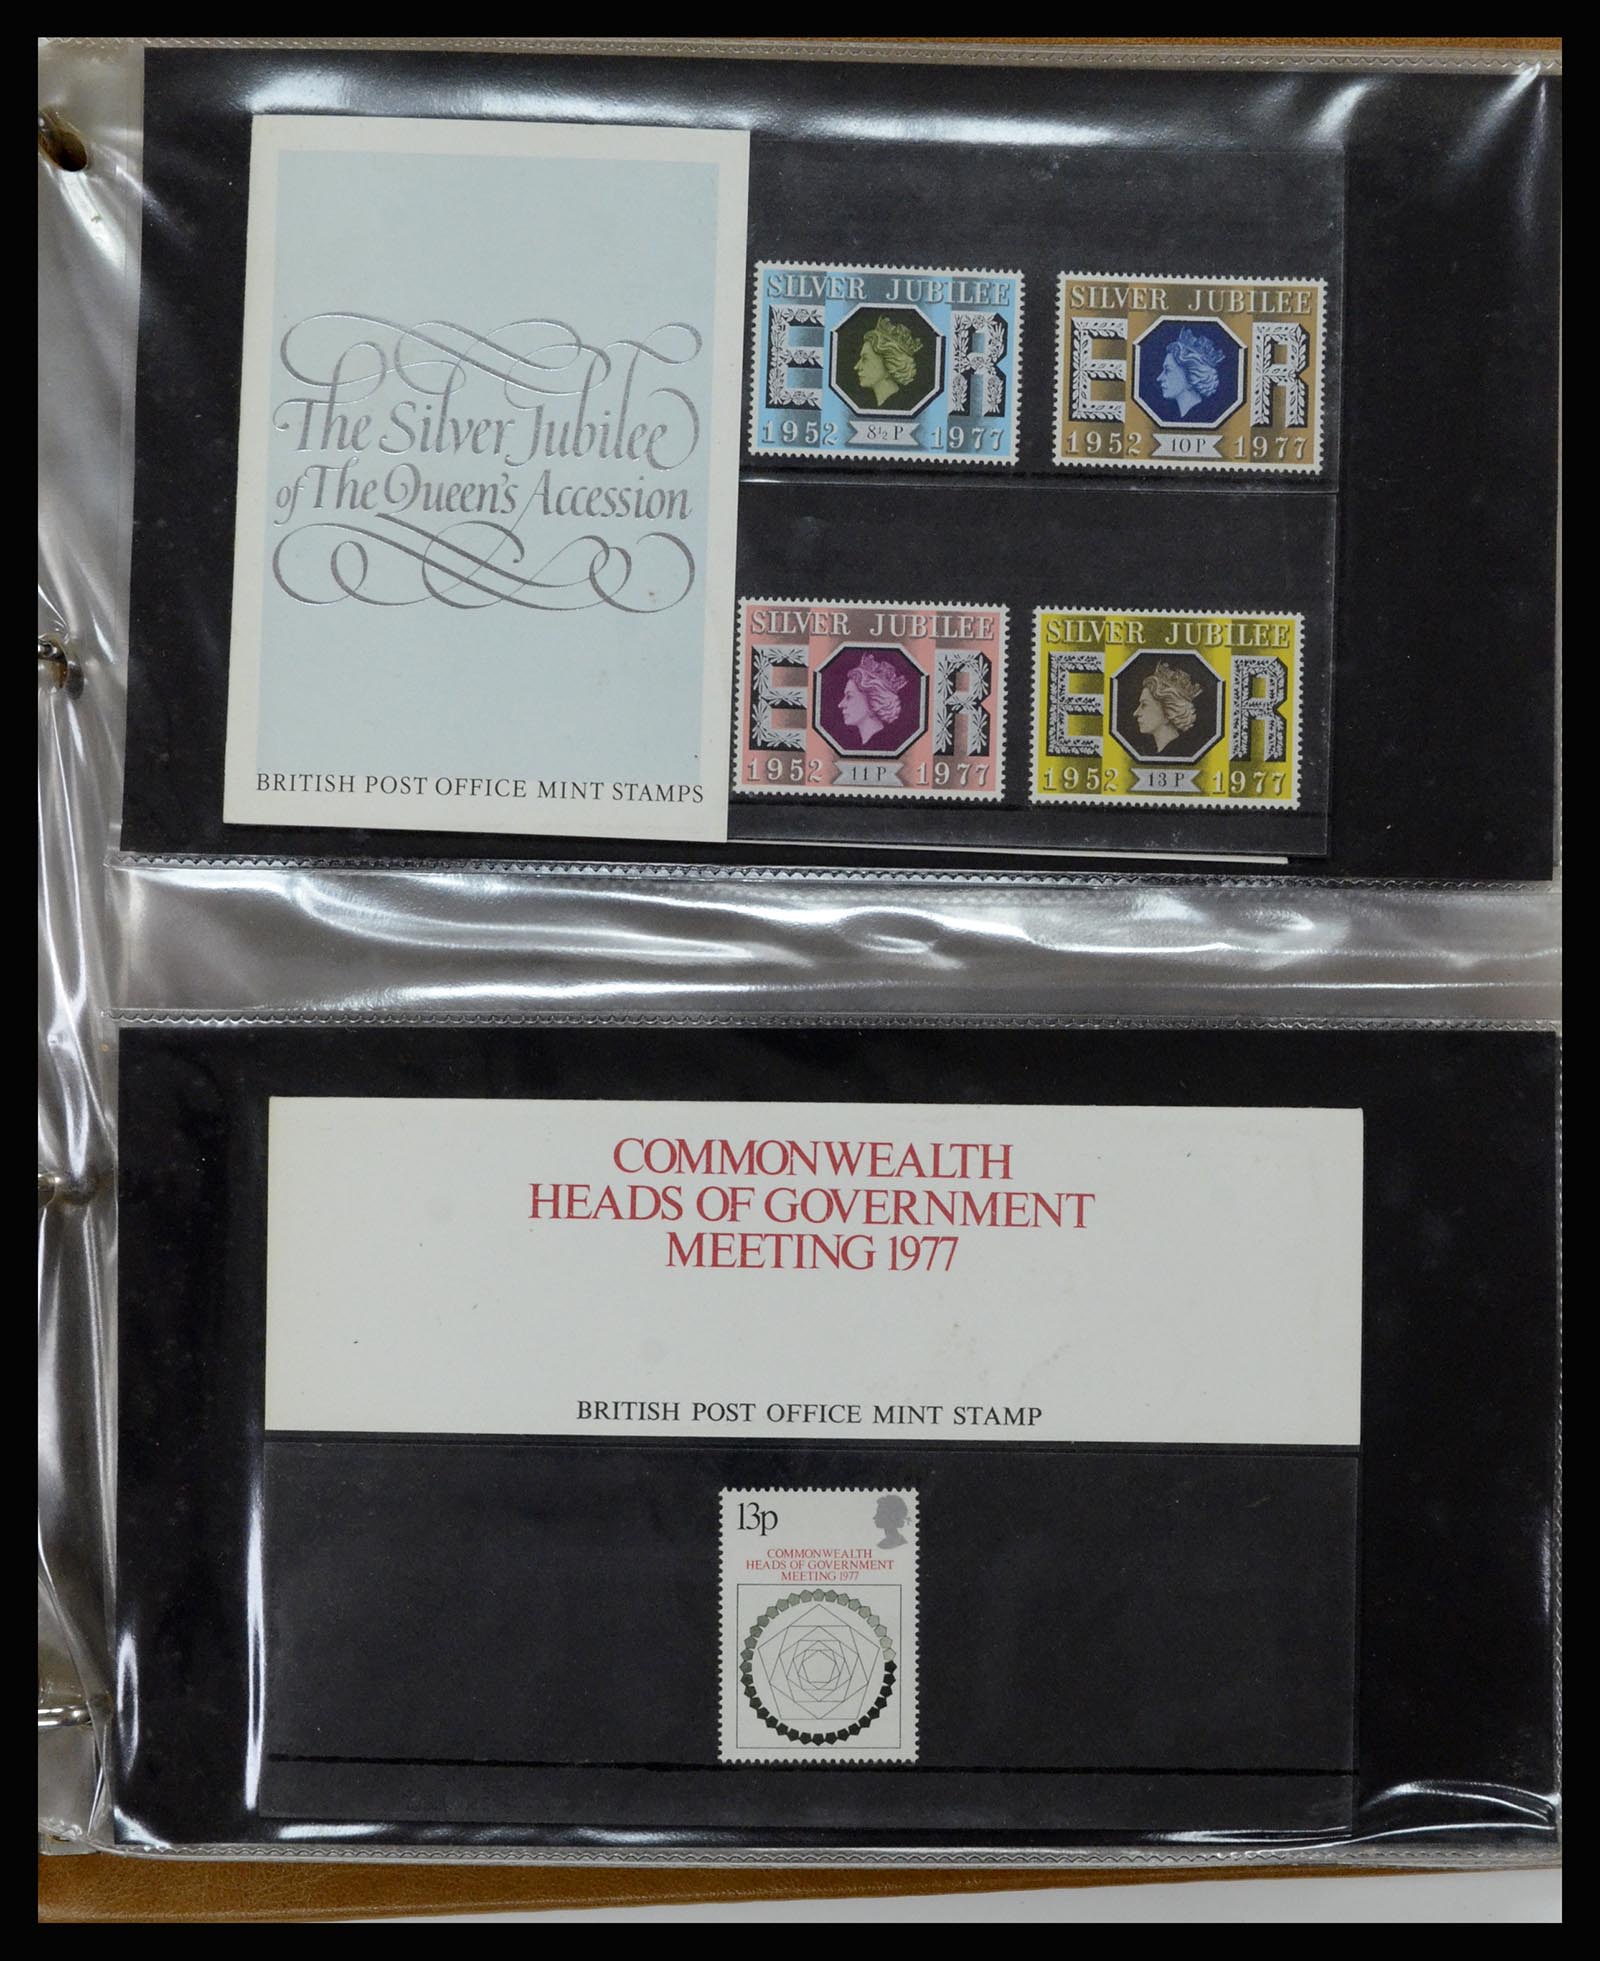 The Silver Jubilee
of The Queen's Accession
BRITISH POST OFFICE MINT STAMPS
SILVER JUBILEE
E R
1952 8½P 1977
SILVER JUBILEE
E R
1952 10P 1977
SILVER JUBILEE
E R
1952 11P 1977
SILVER JUBILEE
E R
1952 13P 1977
COMMONWEALTH
HEADS OF GOVERNMENT
MEETING 1977
BRITISH POST OFFICE MINT STAMP
13p
COMMONWEALTH
HEADS OF GOVERNMENT
MEETING 1977